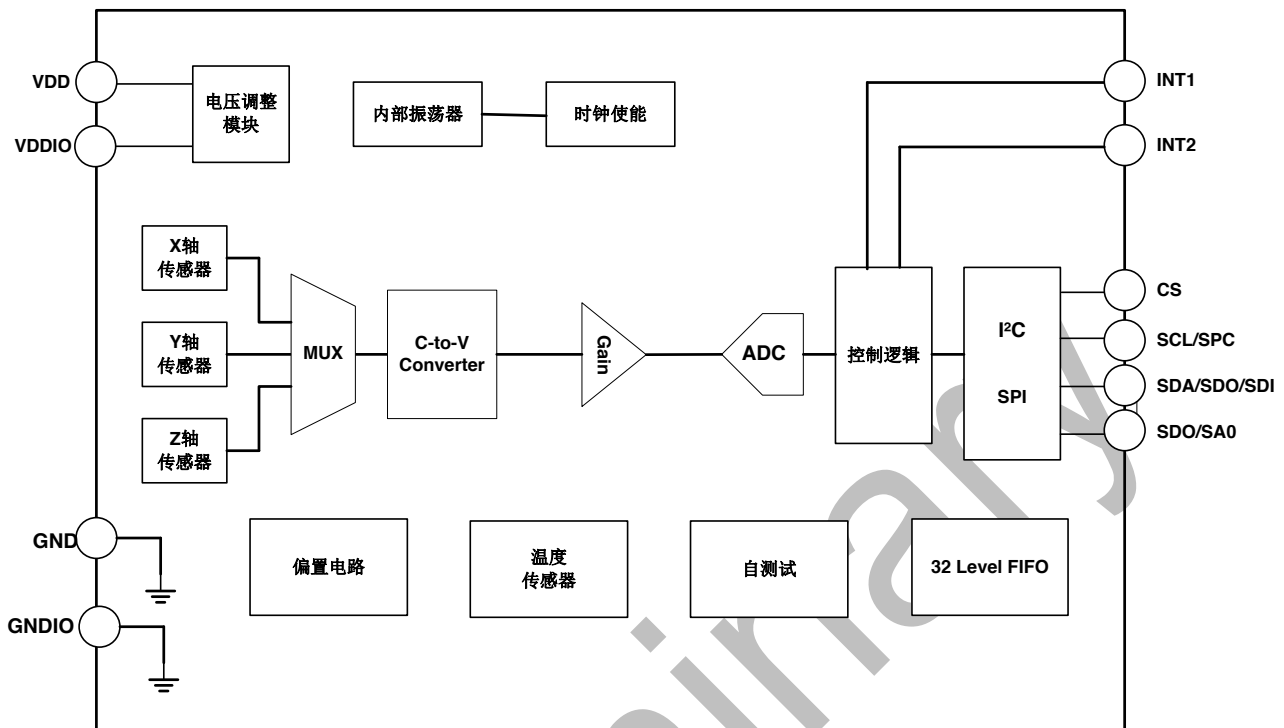 VDD
VDDIO
电压调整
模块
内部振荡器
时钟使能
INT1
INT2
X轴
传感器
Y轴
传感器
Z轴
传感器
MUX
C-to-V
Converter
Gain
ADC
控制逻辑
I²C
SPI
CS
SCL/SPC
SDA/SDO/SDI
SDO/SA0
GND
GNDIO
偏置电路
温度
传感器
自测试
32 Level FIFO